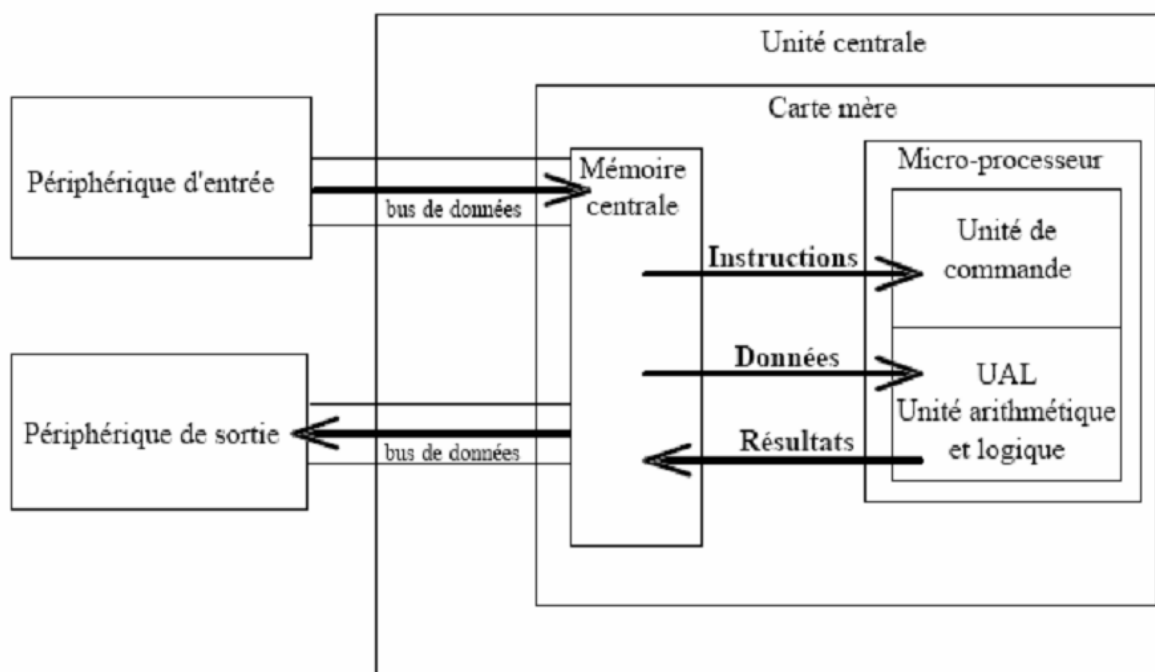 Unité centrale
Carte mère
Périphérique d'entrée
bus de données
Mémoire
centrale
Micro-processeur
Unité de
commande
Instructions
Données
UAL
Unité arithmétique
et logique
Résultats
Périphérique de sortie
bus de données